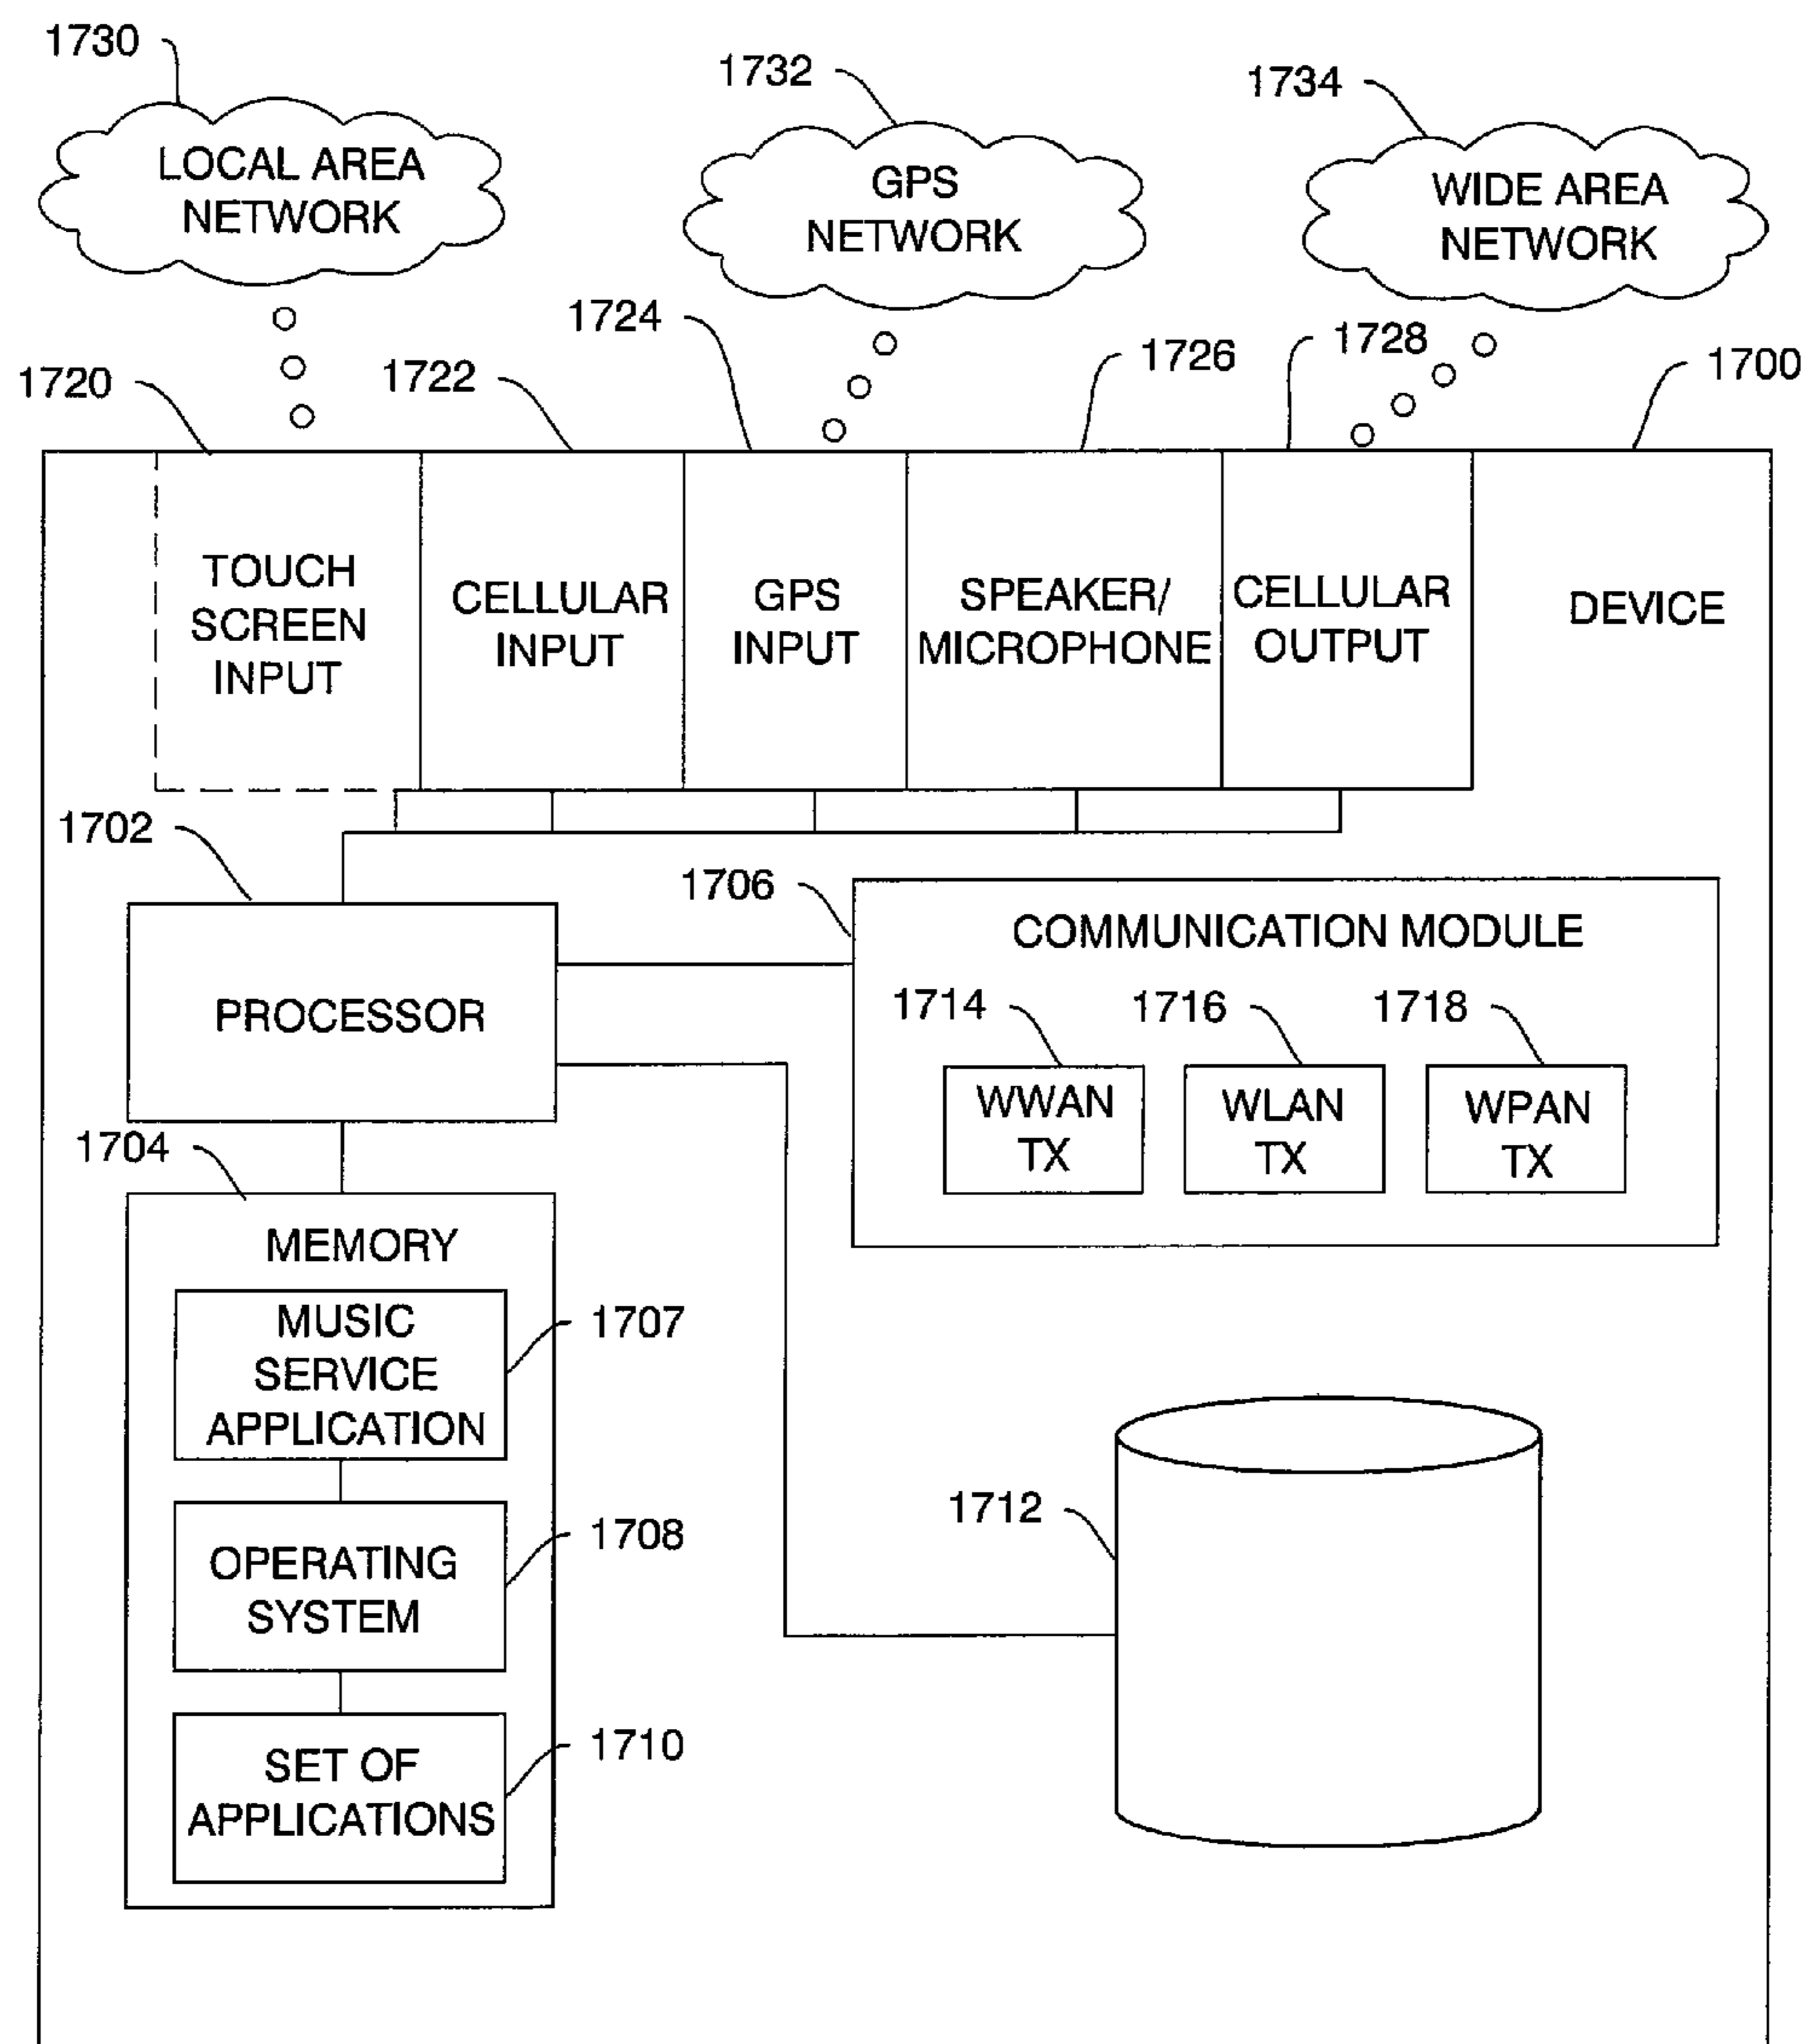 1730
1732
1734
LOCAL AREA
NETWORK
GPS
NETWORK
WIDE AREA
NETWORK
1720
1722
1724
1726
1728
1700
TOUCH
SCREEN
INPUT
CELLULAR
INPUT
GPS
INPUT
SPEAKER/
MICROPHONE
CELLULAR
OUTPUT
DEVICE
1702
PROCESSOR
1706
COMMUNICATION MODULE
1714
1716
1718
WWAN
TX
WLAN
TX
WPAN
TX
1704
MEMORY
MUSIC
SERVICE
APPLICATION
1707
OPERATING
SYSTEM
1708
SET OF
APPLICATIONS
1710
1712